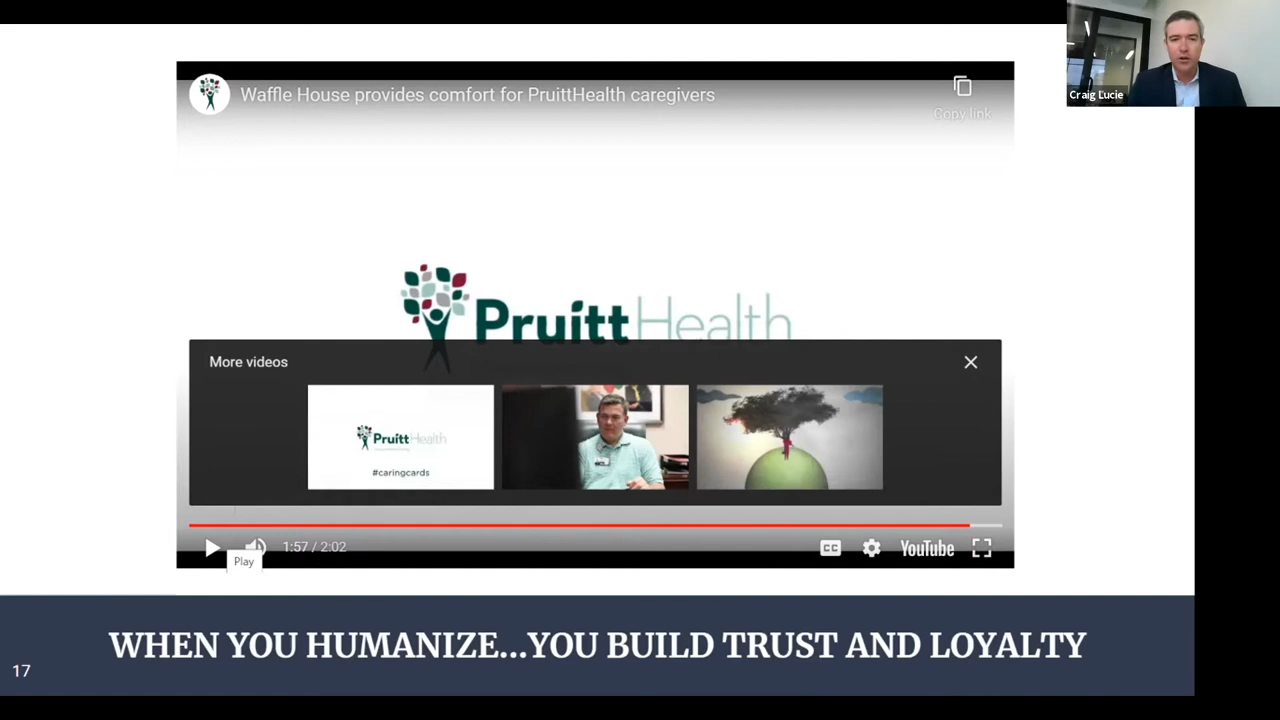 Craig Lucie
Waffle House provides comfort for PruittHealth caregivers
Copy link
PruittHealth
More videos
PruittHealth
#caringcards
1:57 / 2:02
CC
YouTube
Play
WHEN YOU HUMANIZE...YOU BUILD TRUST AND LOYALTY
17